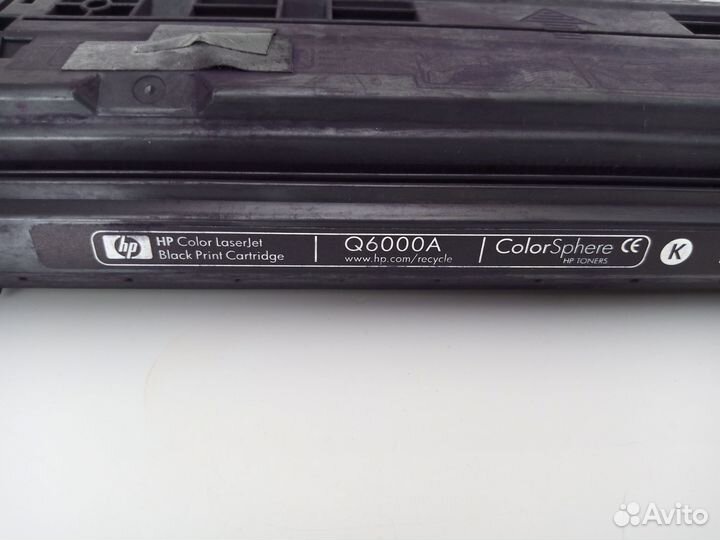 hp HP Color LaserJet
Black Print Cartridge
Q6000A
www.hp.com/recycle
ColorSphere CE
HP TONERS
K
Avito